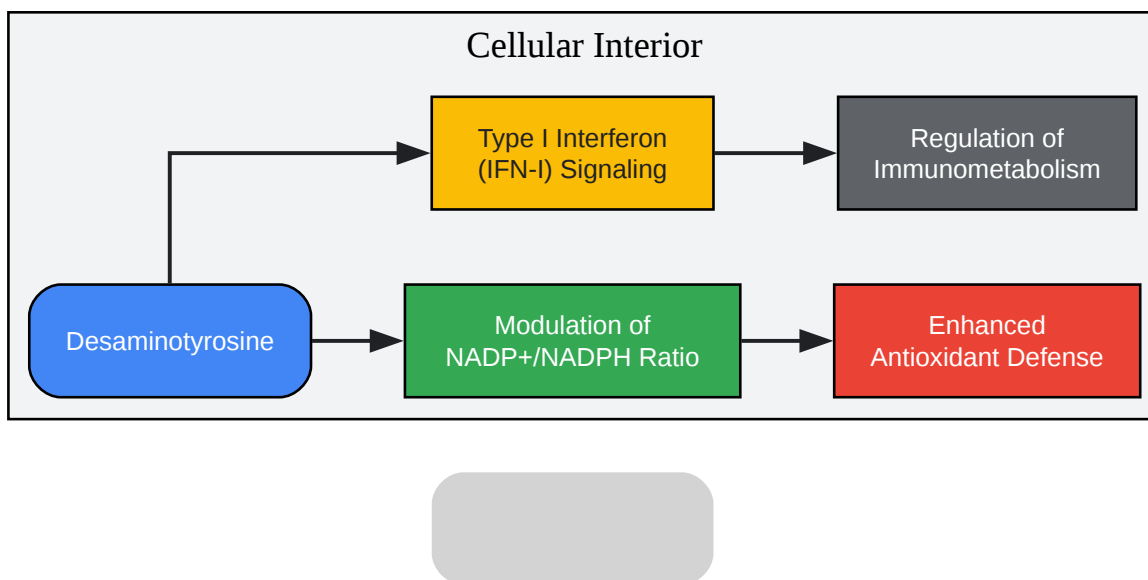 Cellular Interior
Type I Interferon
(IFN-I) Signaling
Regulation of
Immunometabolism
Desaminotyrosine
Modulation of
NADP+/NADPH Ratio
Enhanced
Antioxidant Defense